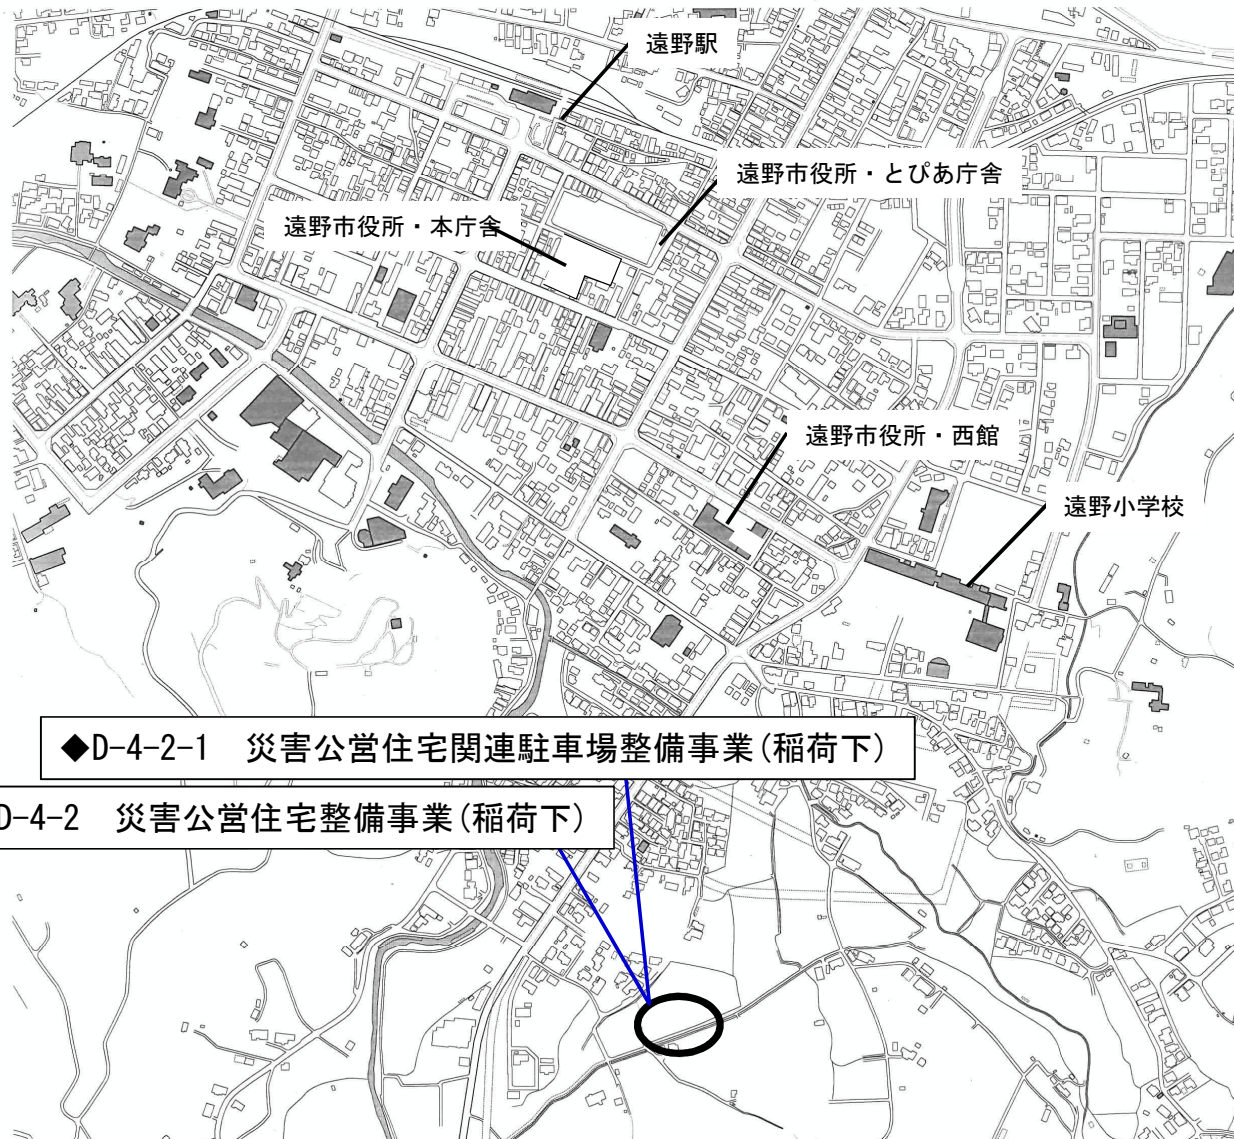 遠野駅
遠野市役所・とぴあ庁舎
遠野市役所・本庁舎
遠野市役所・西館
遠野小学校
◆D-4-2-1　災害公営住宅関連駐車場整備事業(稲荷下)
D-4-2　災害公営住宅整備事業(稲荷下)